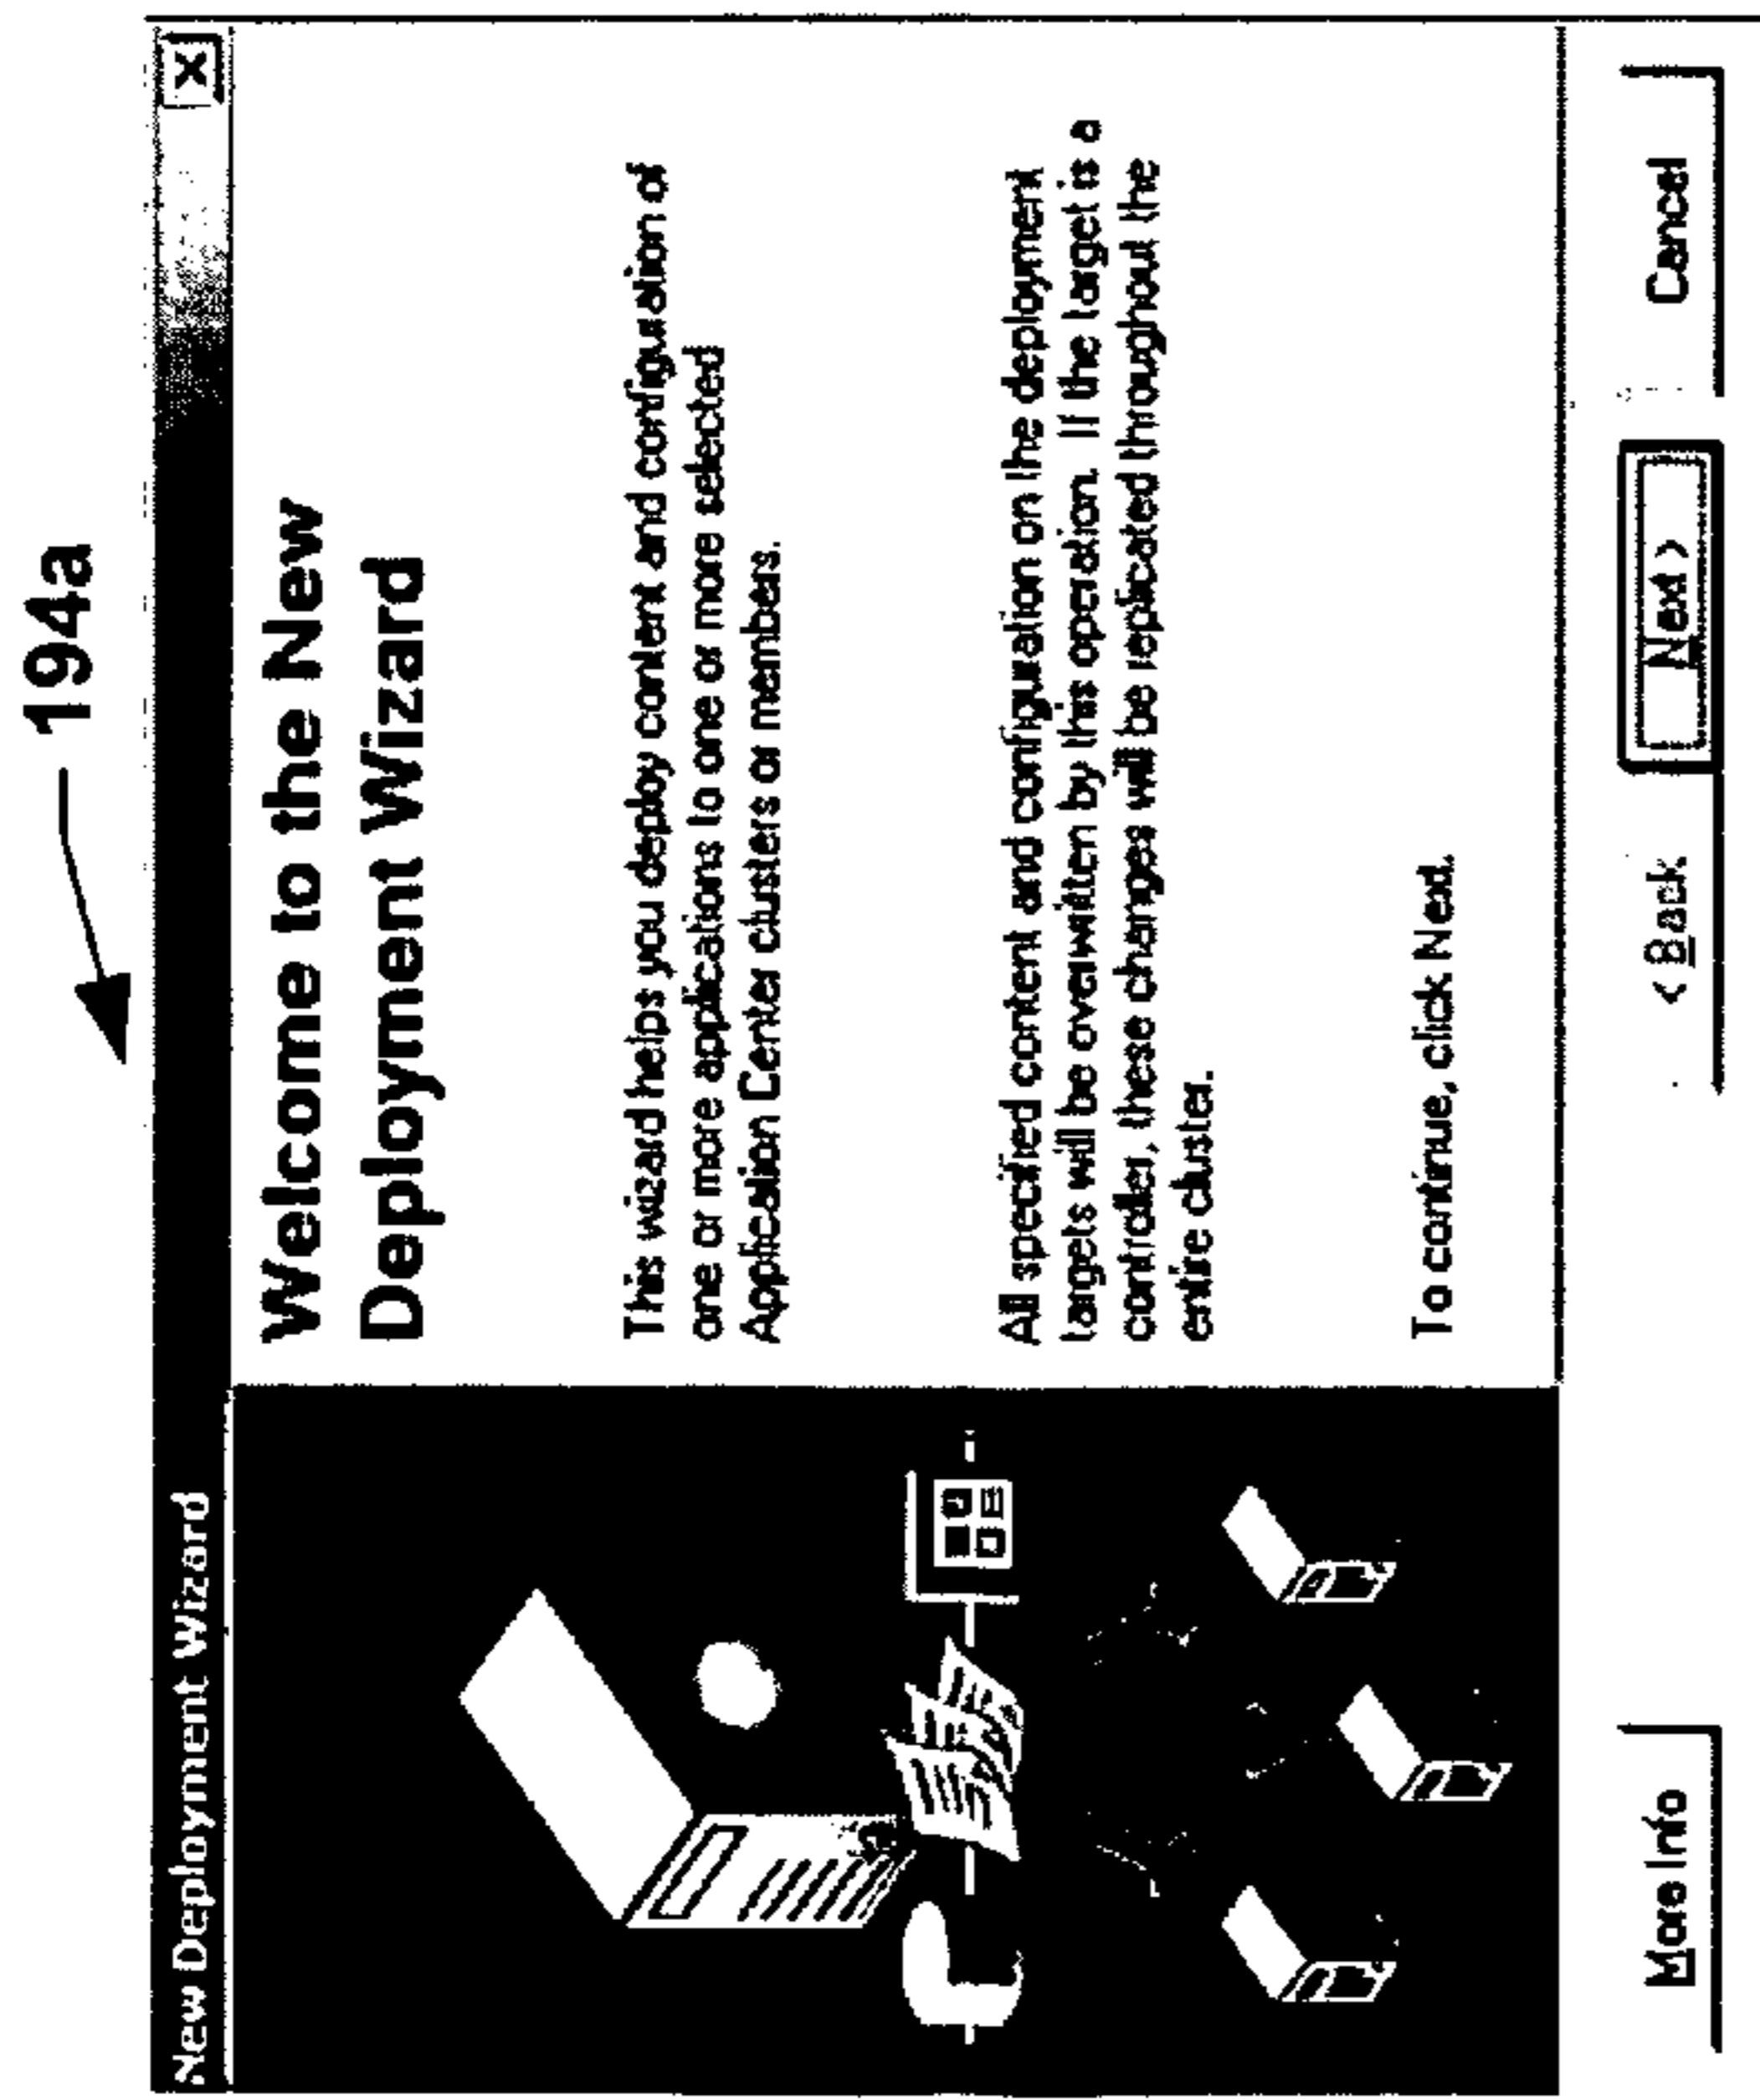 194a
New Deployment Wizard
Welcome to the New
Deployment Wizard
This wizard helps you deploy content and configuration of
one or more applications to one or more selected
Application Center clusters or members.
All specified content and configuration on the deployment
targets will be overwritten by this operation. If the target is a
controller, these changes will be replicated throughout the
entire cluster.
To continue, click Next.
More Info
< Back
Next >
Cancel